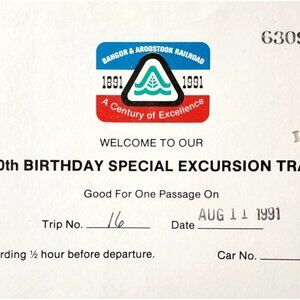 6309
BANGOR & AROOSTOOK RAILROAD
1891 1991
A Century of Excellence
WELCOME TO OUR
0th BIRTHDAY SPECIAL EXCURSION TRA
Good For One Passage On
Trip No. 16 Date AUG 11 1991
rding ½ hour before departure. Car No.